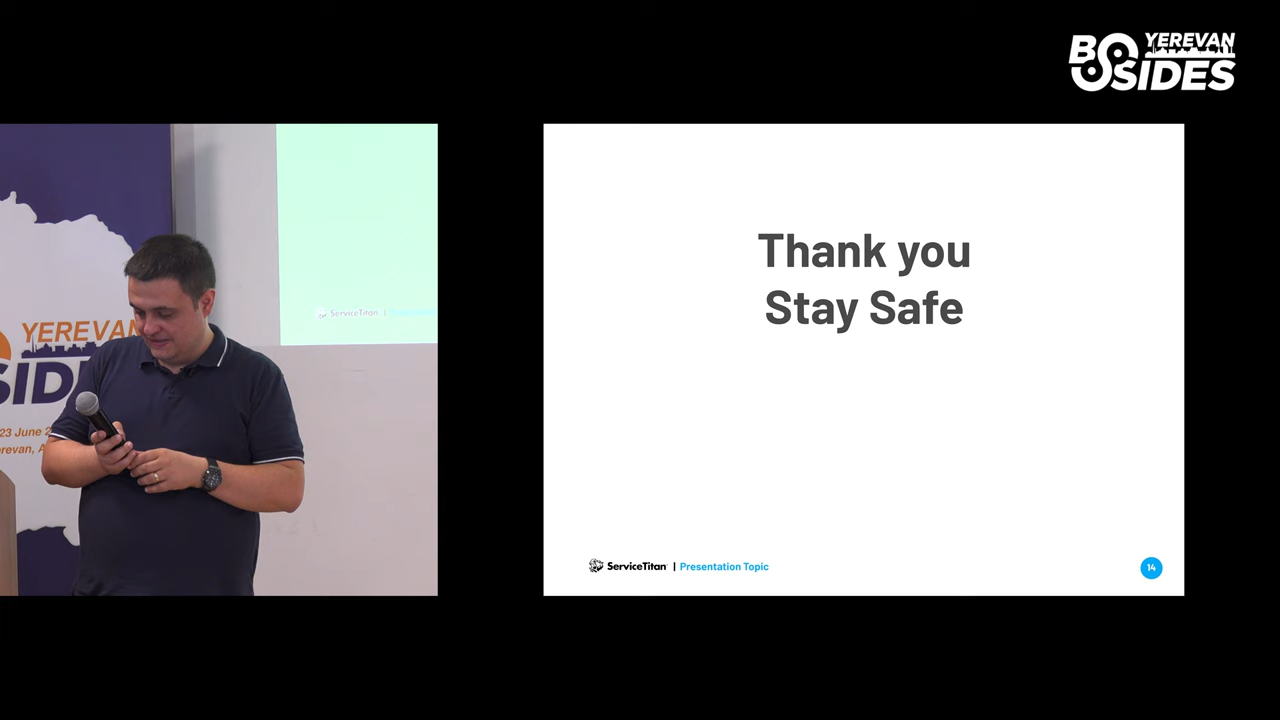 YEREVAN
BSIDES
YEREVAN
SIDE
23 June 2
erevan, A
ServiceTitan |
Thank you
Stay Safe
ServiceTitan | Presentation Topic
14